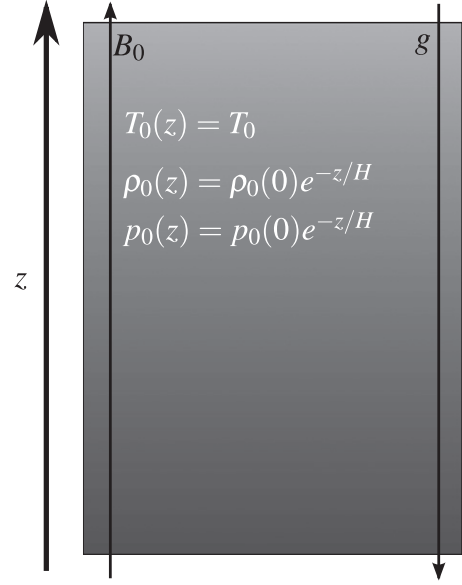 B₀
g
T₀(z) = T₀
ρ₀(z) = ρ₀(0)e^{−z/H}
p₀(z) = p₀(0)e^{−z/H}
z